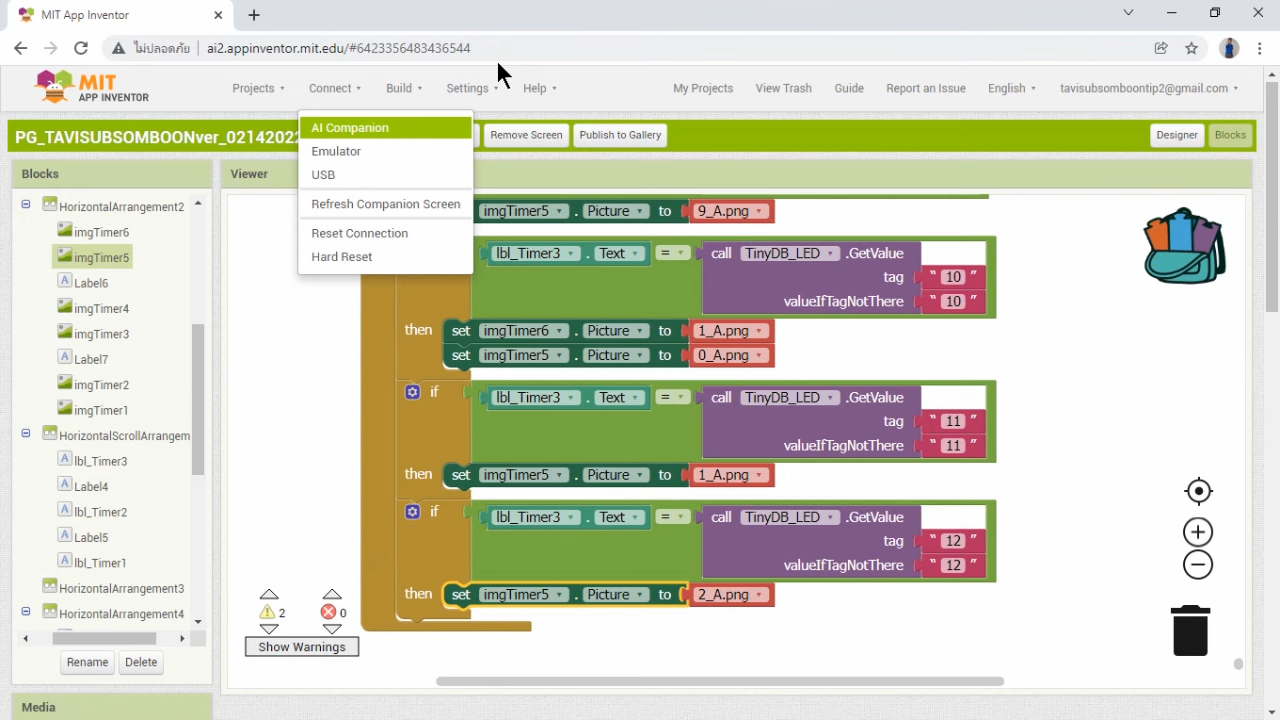 MIT App Inventor
ไม่ปลอดภัย
ai2.appinventor.mit.edu/#6423356483436544
MIT
APP INVENTOR
Projects
Connect
Build
Settings
Help
My Projects
View Trash
Guide
Report an Issue
English
tavisubsomboontip2@gmail.com
PG_TAVISUBSOMBOONver_02142022
Remove Screen
Publish to Gallery
Designer
Blocks
AI Companion
Emulator
USB
Refresh Companion Screen
Reset Connection
Hard Reset
Blocks
HorizontalArrangement2
imgTimer6
imgTimer5
Label6
imgTimer4
imgTimer3
Label7
imgTimer2
imgTimer1
HorizontalScrollArrangem
lbl_Timer3
Label4
lbl_Timer2
Label5
lbl_Timer1
HorizontalArrangement3
HorizontalArrangement4
Rename
Delete
Media
Viewer
imgTimer5 . Picture to 9_A.png
lbl_Timer3 . Text = call TinyDB_LED .GetValue
tag " 10 "
valueIfTagNotThere " 10 "
then set imgTimer6 . Picture to 1_A.png
set imgTimer5 . Picture to 0_A.png
if lbl_Timer3 . Text = call TinyDB_LED .GetValue
tag " 11 "
valueIfTagNotThere " 11 "
then set imgTimer5 . Picture to 1_A.png
if lbl_Timer3 . Text = call TinyDB_LED .GetValue
tag " 12 "
valueIfTagNotThere " 12 "
then set imgTimer5 . Picture to 2_A.png
2
0
Show Warnings